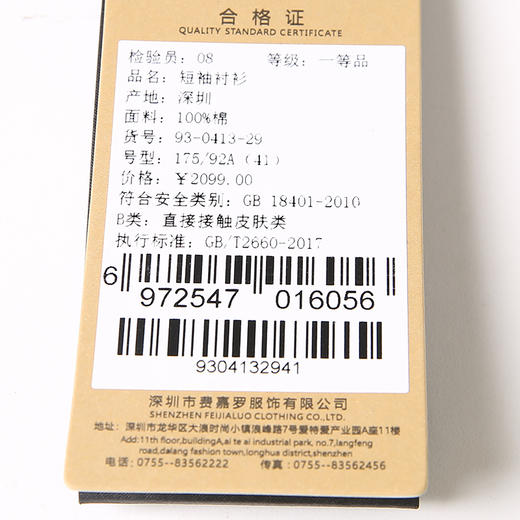 合格证
QUALITY STANDARD CERTIFICATE
检验员: 08 等级: 一等品
品名: 短袖衬衫
产地: 深圳
面料: 100%棉
货号: 93-0413-29
号型: 175/92A (41)
价格: ¥2099.00
符合安全类别: GB 18401-2010
B类: 直接接触皮肤类
执行标准: GB/T2660-2017
6 972547 016056
9304132941
深圳市费嘉罗服饰有限公司
SHENZHEN FEIJIALUO CLOTHING CO.,LTD
地址: 深圳市龙华区大浪时尚小镇浪峰路7号爱特爱产业园A座11楼
Add:11th floor,buildingA,ai te ai industrial park, no.7,langfeng
road,dalang fashion town,longhua district,shenzhen
电话: 0755--83562222 传真: 0755--83562456